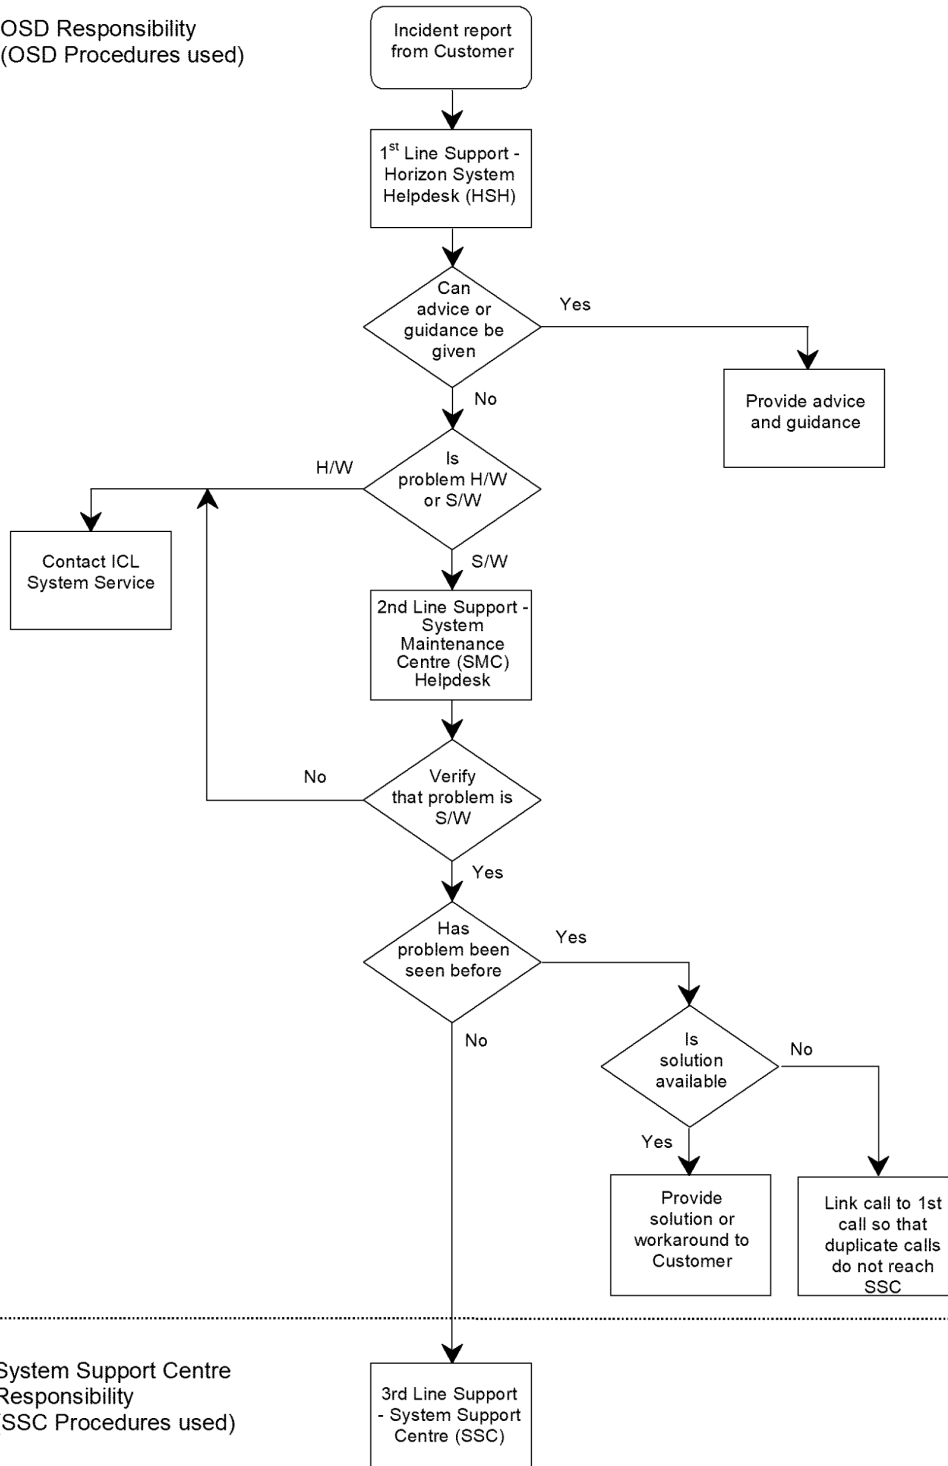 OSD Responsibility
(OSD Procedures used)
Incident report
from Customer
1st Line Support -
Horizon System
Helpdesk (HSH)
Can
advice or
guidance be
given
Yes
Provide advice
and guidance
No
Is
problem H/W
or S/W
H/W
Contact ICL
System Service
S/W
2nd Line Support -
System
Maintenance
Centre (SMC)
Helpdesk
Verify
that problem is
S/W
No
Yes
Has
problem been
seen before
Yes
No
Is
solution
available
No
Yes
Provide
solution or
workaround to
Customer
Link call to 1st
call so that
duplicate calls
do not reach
SSC
System Support Centre
Responsibility
(SSC Procedures used)
3rd Line Support
- System Support
Centre (SSC)